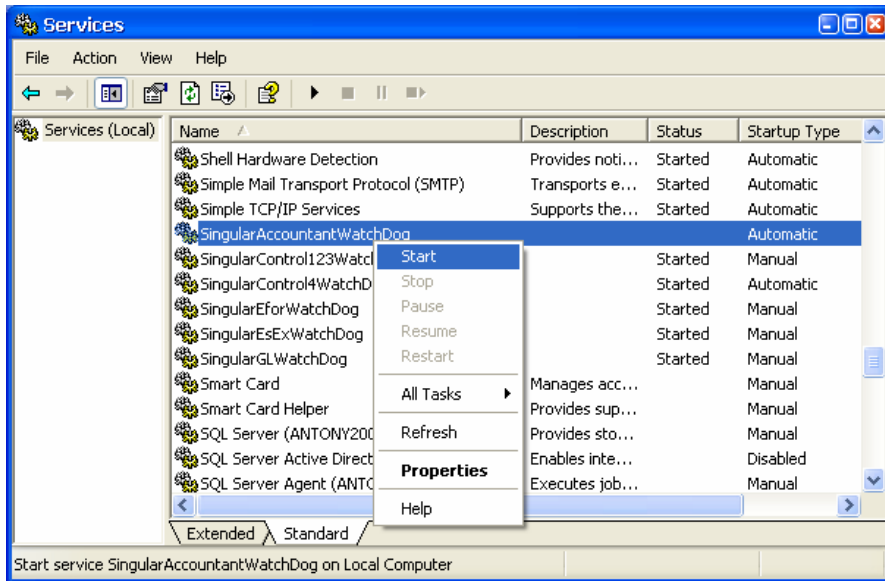 Services
File Action View Help
Services (Local)
Name Description Status Startup Type
Shell Hardware Detection Provides noti... Started Automatic
Simple Mail Transport Protocol (SMTP) Transports e... Started Automatic
Simple TCP/IP Services Supports the... Started Automatic
SingularAccountantWatchDog Automatic
SingularControl123Watc Started Manual
SingularControl4WatchD Started Automatic
SingularEforWatchDog Started Manual
SingularEsExWatchDog Started Manual
SingularGLWatchDog Started Manual
Smart Card Manages acc... Manual
Smart Card Helper Provides sup... Manual
SQL Server (ANTONY200 Provides sto... Manual
SQL Server Active Direct Enables inte... Disabled
SQL Server Agent (ANTO Executes job... Manual
Start
Stop
Pause
Resume
Restart
All Tasks
Refresh
Properties
Help
Extended Standard
Start service SingularAccountantWatchDog on Local Computer